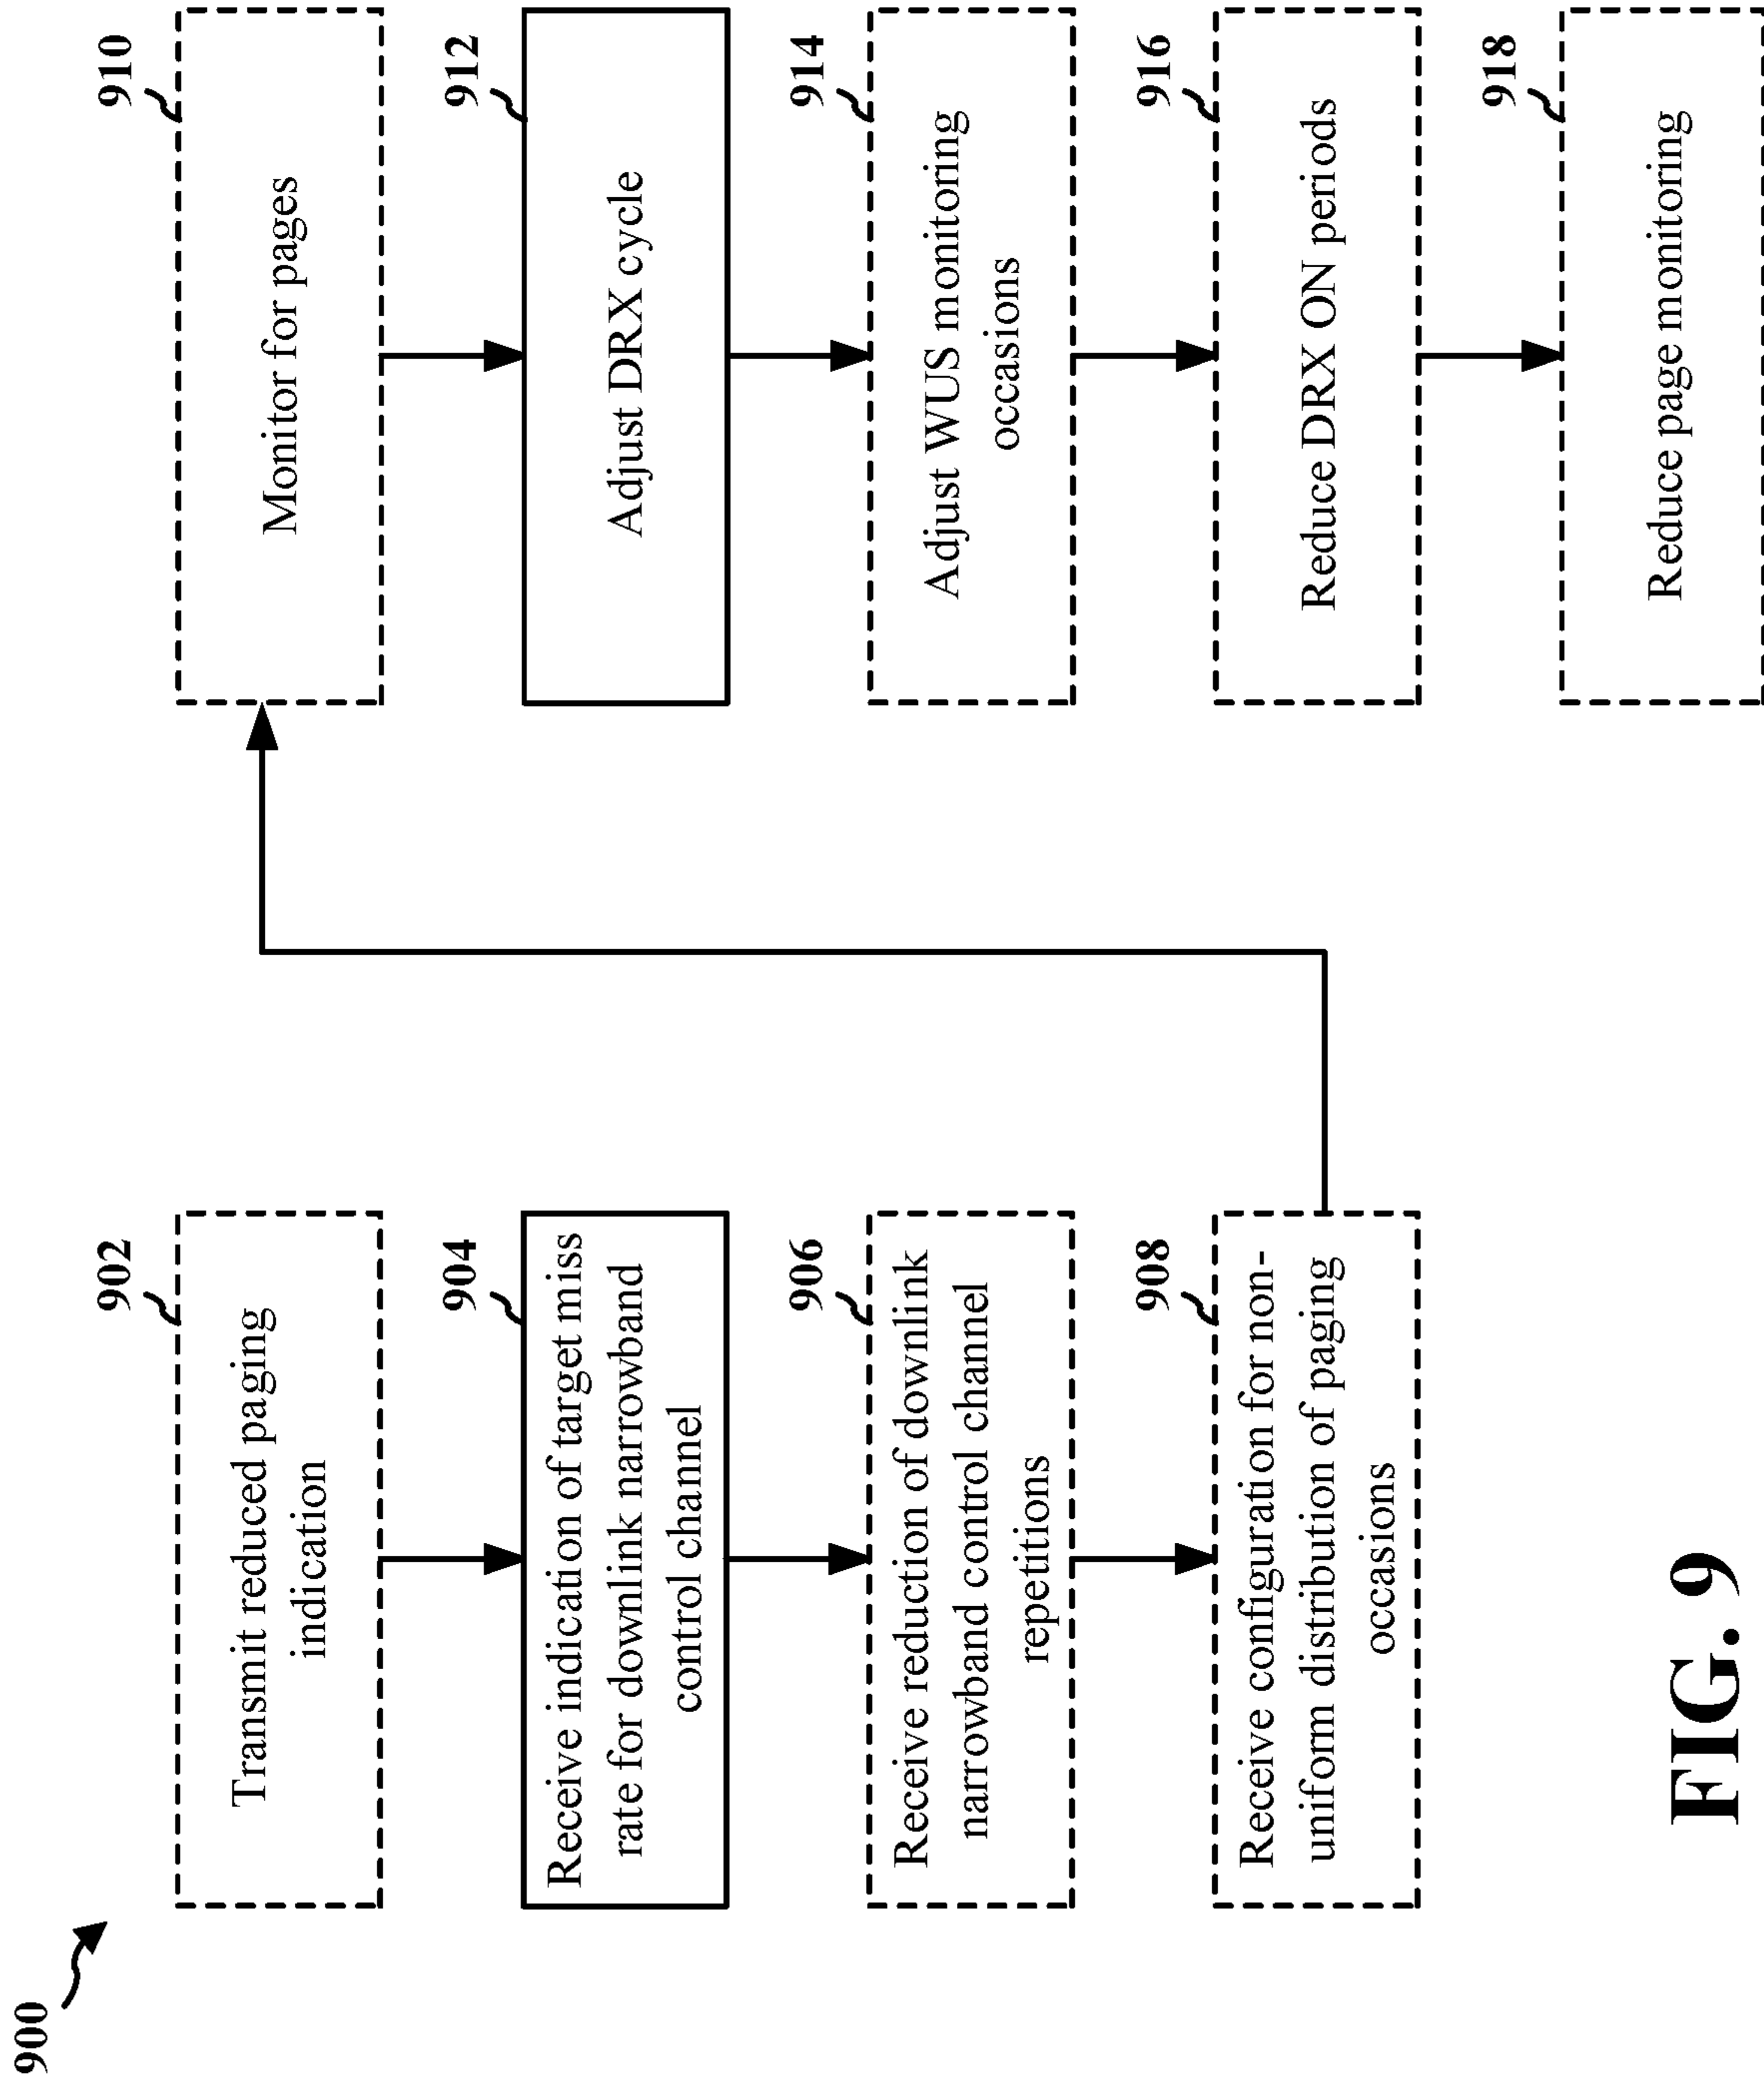 900
902
Transmit reduced paging
indication
904
Receive indication of target miss
rate for downlink narrowband
control channel
906
Receive reduction of downlink
narrowband control channel
repetitions
908
Receive configuration for non-
uniform distribution of paging
occasions
910
Monitor for pages
912
Adjust DRX cycle
914
Adjust WUS monitoring
occasions
916
Reduce DRX ON periods
918
Reduce page monitoring
FIG. 9